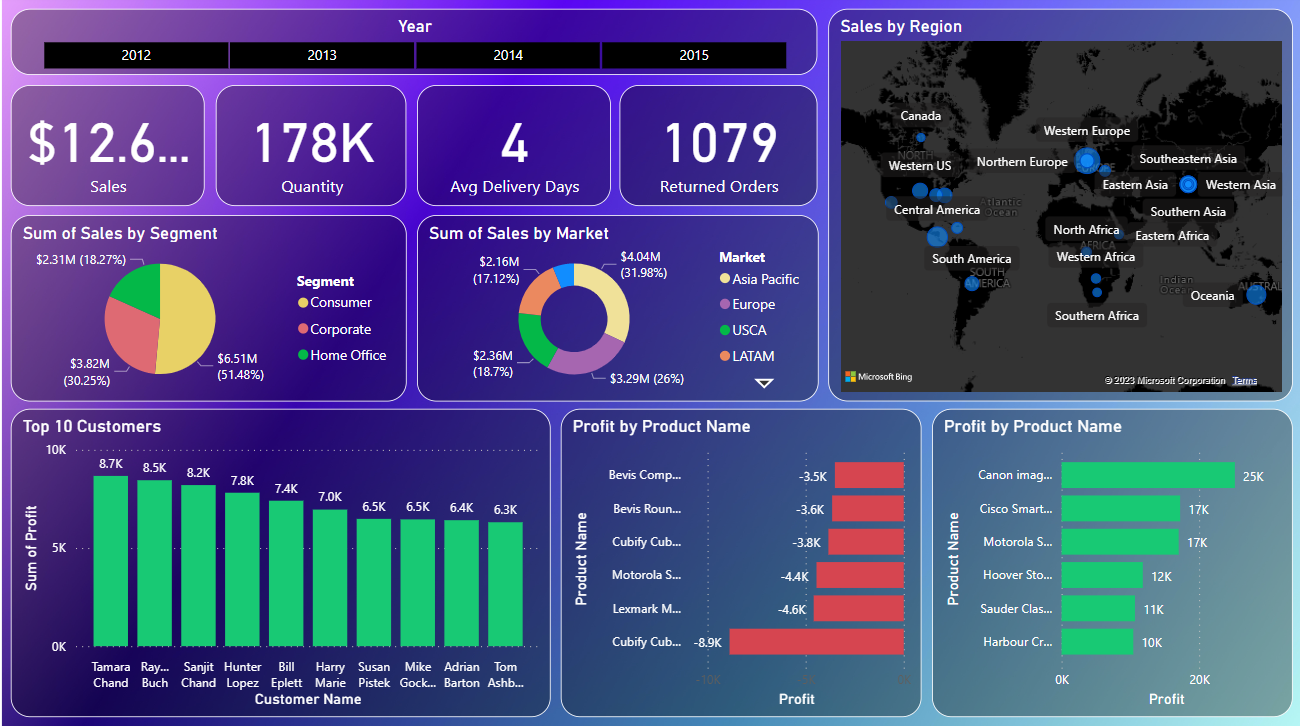 Year
2012
2013
2014
2015
$12.6...
Sales
178K
Quantity
4
Avg Delivery Days
1079
Returned Orders
Sales by Region
Canada
NORTH
Western US
Central America
Western Europe
Northern Europe
EUROPE
Southeastern Asia
Eastern Asia
Western Asia
Southern Asia
Atlantic
Ocean
North Africa
AFRICA
Eastern Africa
Western Africa
South America
SOUTH
AMERICA
Indian
Ocean
AUSTRAL
Oceania
Southern Africa
Microsoft Bing
© 2023 Microsoft Corporation Terms
Sum of Sales by Segment
$2.31M (18.27%)
$3.82M
(30.25%)
$6.51M
(51.48%)
Segment
Consumer
Corporate
Home Office
Sum of Sales by Market
$2.16M
(17.12%)
$4.04M
(31.98%)
$2.36M
(18.7%)
$3.29M (26%)
Market
Asia Pacific
Europe
USCA
LATAM
Top 10 Customers
Sum of Profit
10K
5K
0K
8.7K
8.5K
8.2K
7.8K
7.4K
7.0K
6.5K
6.5K
6.4K
6.3K
Tamara
Chand
Ray...
Buch
Sanjit
Chand
Hunter
Lopez
Bill
Eplett
Harry
Marie
Susan
Pistek
Mike
Gock...
Adrian
Barton
Tom
Ashb...
Customer Name
Profit by Product Name
Product Name
Bevis Comp... -3.5K
Bevis Roun... -3.6K
Cubify Cub... -3.8K
Motorola S... -4.4K
Lexmark M... -4.6K
Cubify Cub... -8.9K
-10K
Profit
Profit by Product Name
Product Name
Canon imag... 25K
Cisco Smart... 17K
Motorola S... 17K
Hoover Sto... 12K
Sauder Clas... 11K
Harbour Cr... 10K
0K
20K
Profit